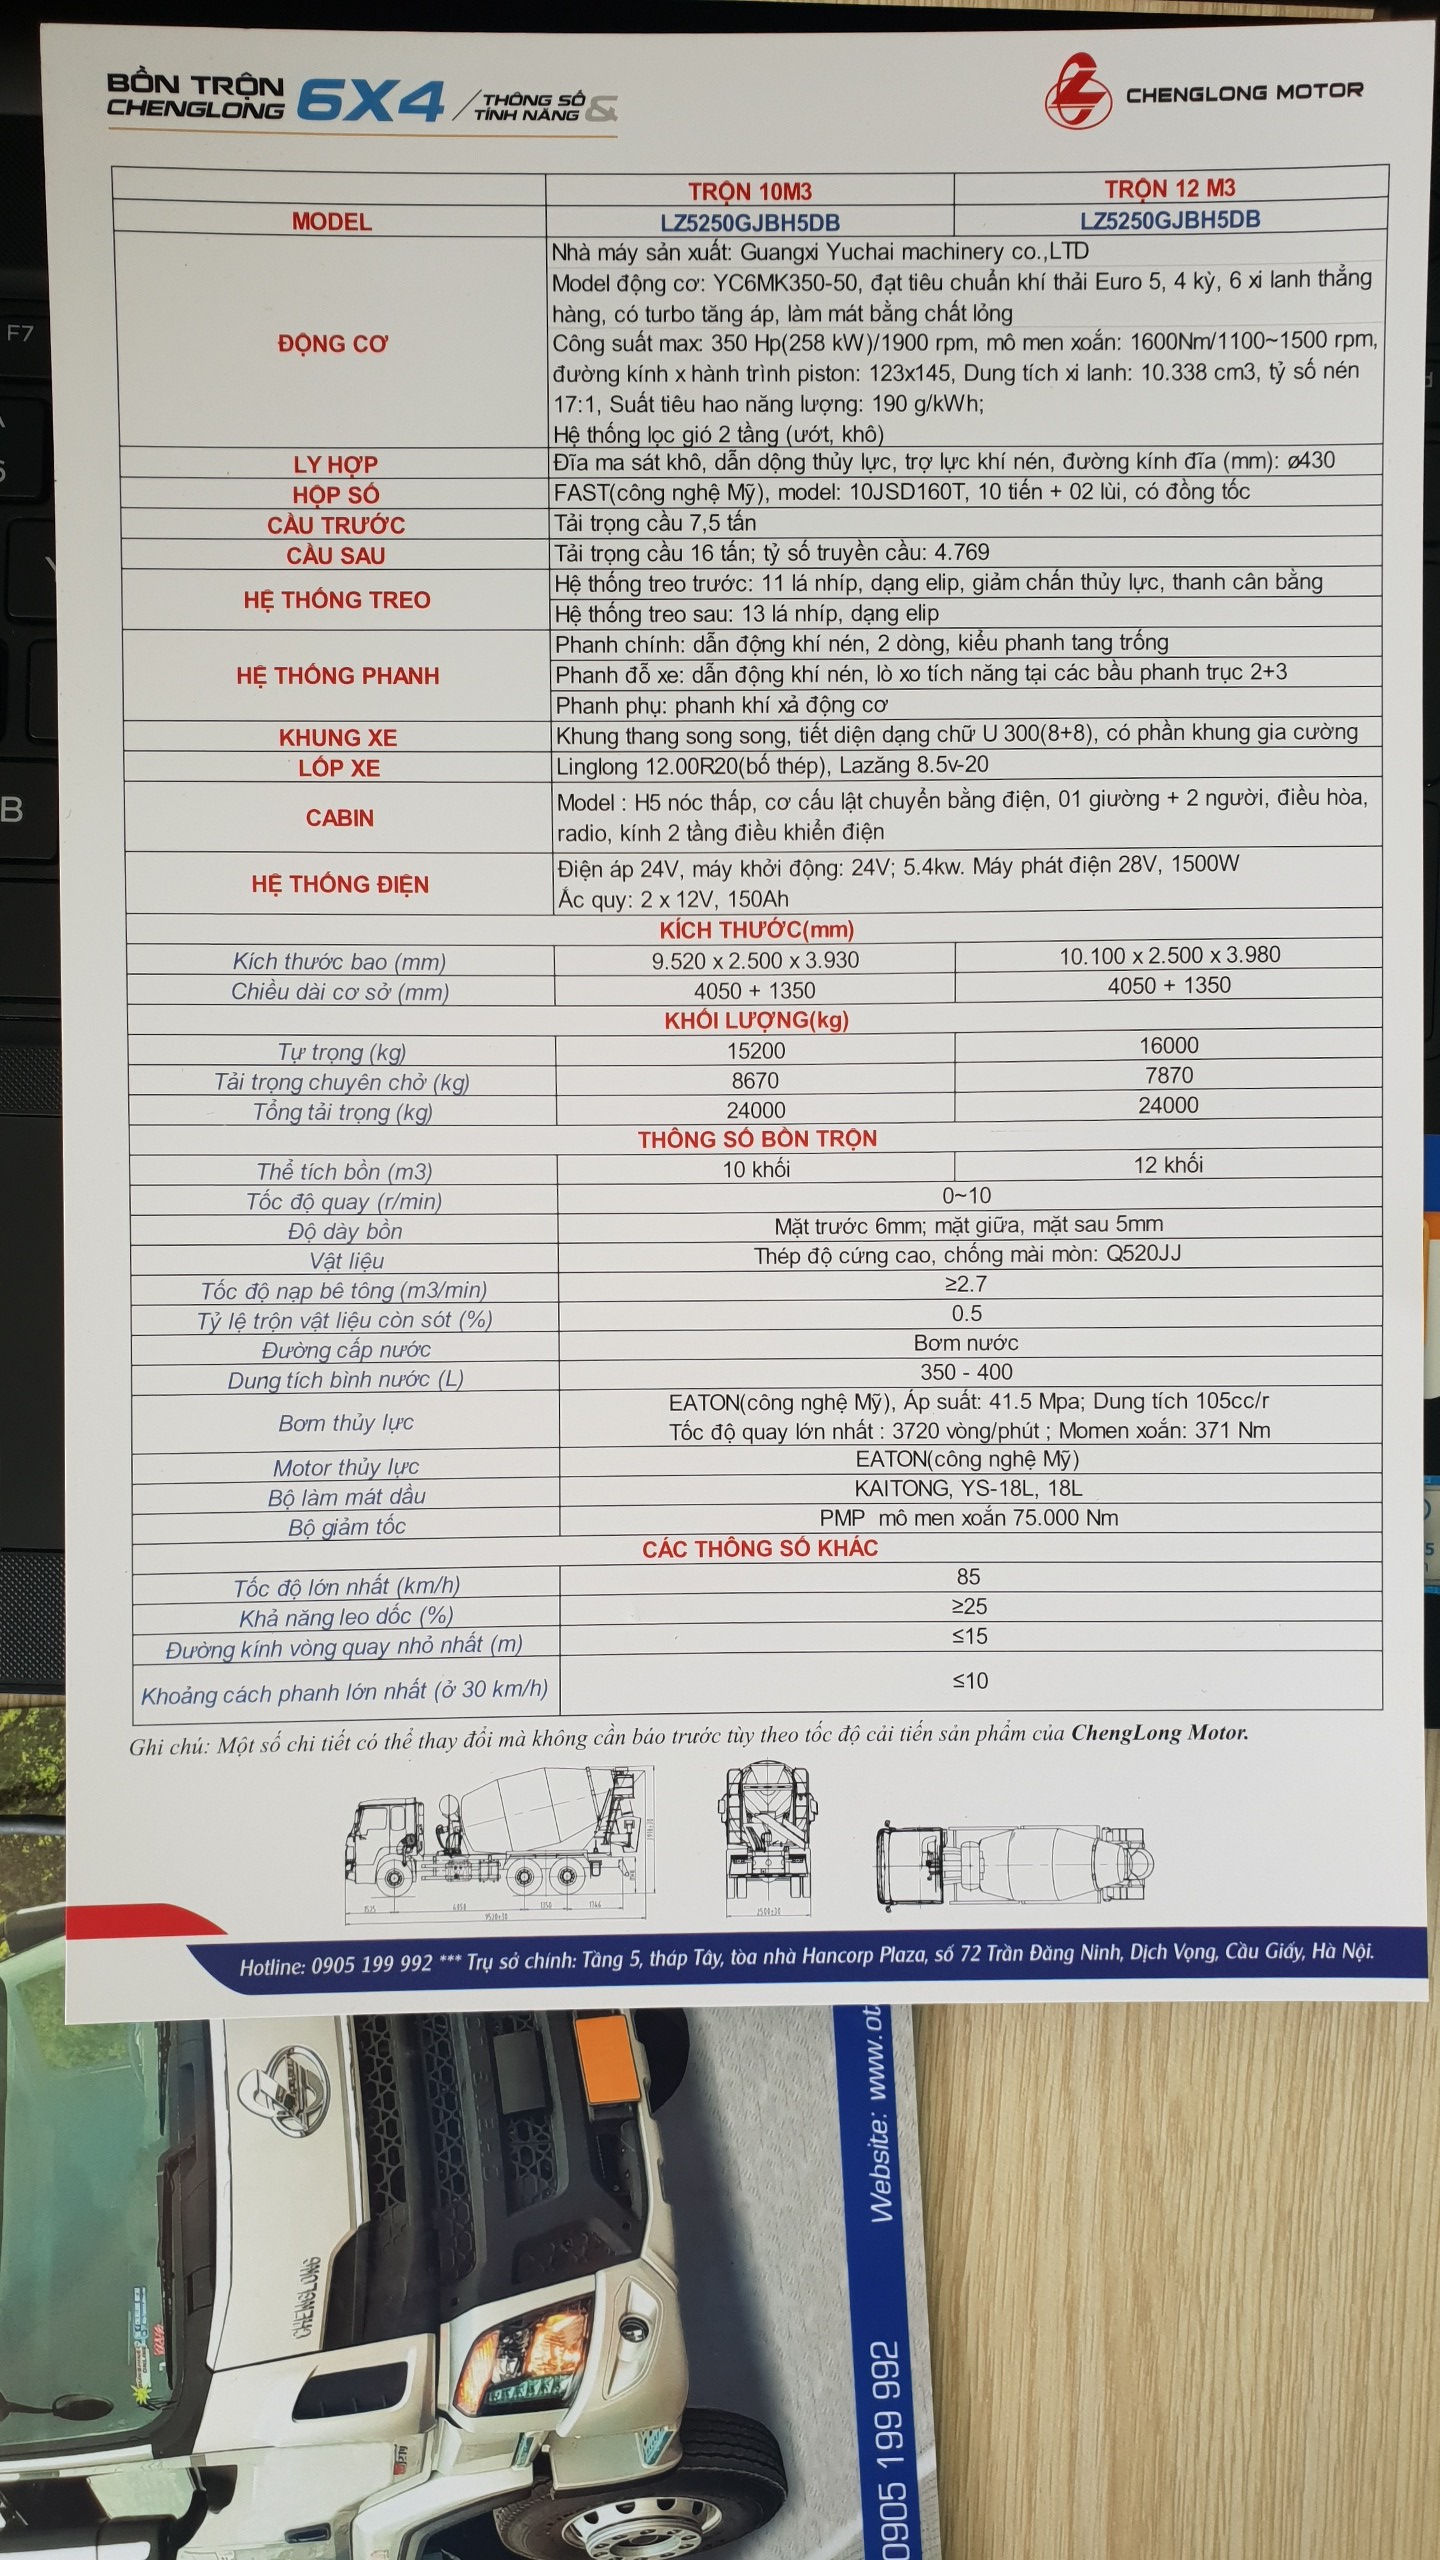 BỒN TRỘN
CHENGLONG 6X4 / THÔNG SỐ & TÍNH NĂNG
CHENGLONG MOTOR
TRỘN 10M3 TRỘN 12 M3
MODEL LZ5250GJBH5DB LZ5250GJBH5DB
ĐỘNG CƠ
Nhà máy sản xuất: Guangxi Yuchai machinery co.,LTD
Model động cơ: YC6MK350-50, đạt tiêu chuẩn khí thải Euro 5, 4 kỳ, 6 xi lanh thẳng
hàng, có turbo tăng áp, làm mát bằng chất lỏng
Công suất max: 350 Hp(258 kW)/1900 rpm, mô men xoắn: 1600Nm/1100~1500 rpm,
đường kính x hành trình piston: 123x145, Dung tích xi lanh: 10.338 cm3, tỷ số nén
17:1, Suất tiêu hao năng lượng: 190 g/kWh;
Hệ thống lọc gió 2 tầng (ướt, khô)
LY HỢP Đĩa ma sát khô, dẫn dộng thủy lực, trợ lực khí nén, đường kính đĩa (mm): ø430
HỘP SỐ FAST(công nghệ Mỹ), model: 10JSD160T, 10 tiến + 02 lùi, có đồng tốc
CẦU TRƯỚC Tải trọng cầu 7,5 tấn
CẦU SAU Tải trọng cầu 16 tấn; tỷ số truyền cầu: 4.769
HỆ THỐNG TREO
Hệ thống treo trước: 11 lá nhíp, dạng elip, giảm chấn thủy lực, thanh cân bằng
Hệ thống treo sau: 13 lá nhíp, dạng elip
HỆ THỐNG PHANH
Phanh chính: dẫn động khí nén, 2 dòng, kiểu phanh tang trống
Phanh đỗ xe: dẫn động khí nén, lò xo tích năng tại các bầu phanh trục 2+3
Phanh phụ: phanh khí xả động cơ
KHUNG XE Khung thang song song, tiết diện dạng chữ U 300(8+8), có phần khung gia cường
LỐP XE Linglong 12.00R20(bố thép), Lazăng 8.5v-20
CABIN
Model : H5 nóc thấp, cơ cấu lật chuyển bằng điện, 01 giường + 2 người, điều hòa,
radio, kính 2 tầng điều khiển điện
HỆ THỐNG ĐIỆN
Điện áp 24V, máy khởi động: 24V; 5.4kw. Máy phát điện 28V, 1500W
Ắc quy: 2 x 12V, 150Ah
KÍCH THƯỚC(mm)
Kích thước bao (mm) 9.520 x 2.500 x 3.930 10.100 x 2.500 x 3.980
Chiều dài cơ sở (mm) 4050 + 1350 4050 + 1350
KHỐI LƯỢNG(kg)
Tự trọng (kg) 15200 16000
Tải trọng chuyên chở (kg) 8670 7870
Tổng tải trọng (kg) 24000 24000
THÔNG SỐ BỒN TRỘN
Thể tích bồn (m3) 10 khối 12 khối
Tốc độ quay (r/min) 0~10
Độ dày bồn Mặt trước 6mm; mặt giữa, mặt sau 5mm
Vật liệu Thép độ cứng cao, chống mài mòn: Q520JJ
Tốc độ nạp bê tông (m3/min) ≥2.7
Tỷ lệ trộn vật liệu còn sót (%) 0.5
Đường cấp nước Bơm nước
Dung tích bình nước (L) 350 - 400
Bơm thủy lực
EATON(công nghệ Mỹ), Áp suất: 41.5 Mpa; Dung tích 105cc/r
Tốc độ quay lớn nhất : 3720 vòng/phút ; Momen xoắn: 371 Nm
Motor thủy lực EATON(công nghệ Mỹ)
Bộ làm mát dầu KAITONG, YS-18L, 18L
Bộ giảm tốc PMP mô men xoắn 75.000 Nm
CÁC THÔNG SỐ KHÁC
Tốc độ lớn nhất (km/h) 85
Khả năng leo dốc (%) ≥25
Đường kính vòng quay nhỏ nhất (m) ≤15
Khoảng cách phanh lớn nhất (ở 30 km/h) ≤10
Ghi chú: Một số chi tiết có thể thay đổi mà không cần báo trước tùy theo tốc độ cải tiến sản phẩm của ChengLong Motor.
1525 4050 1350 1744
9520±30
2500±30
Hotline: 0905 199 992 *** Trụ sở chính: Tầng 5, tháp Tây, tòa nhà Hancorp Plaza, số 72 Trần Đăng Ninh, Dịch Vọng, Cầu Giấy, Hà Nội.
CHENGLONG
0905 199 992 Website: www.ot
F7
B